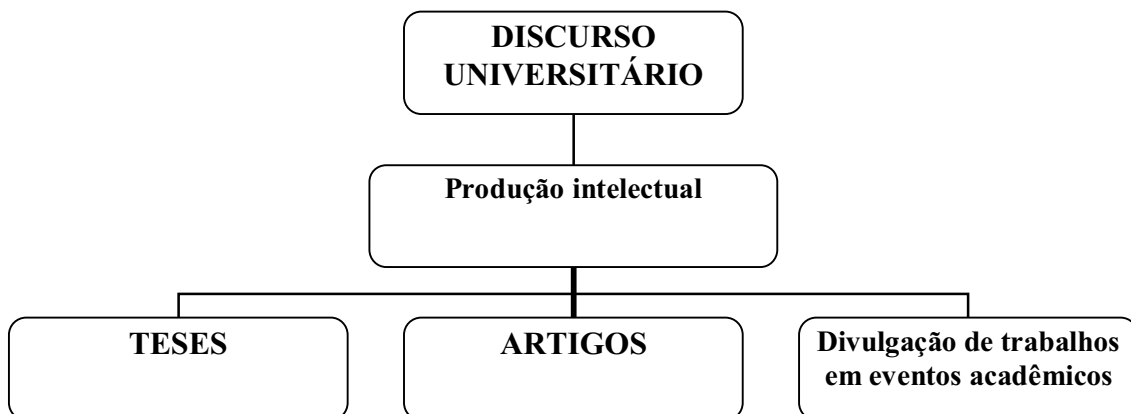 DISCURSO
UNIVERSITÁRIO
Produção intelectual
TESES
ARTIGOS
Divulgação de trabalhos
em eventos acadêmicos